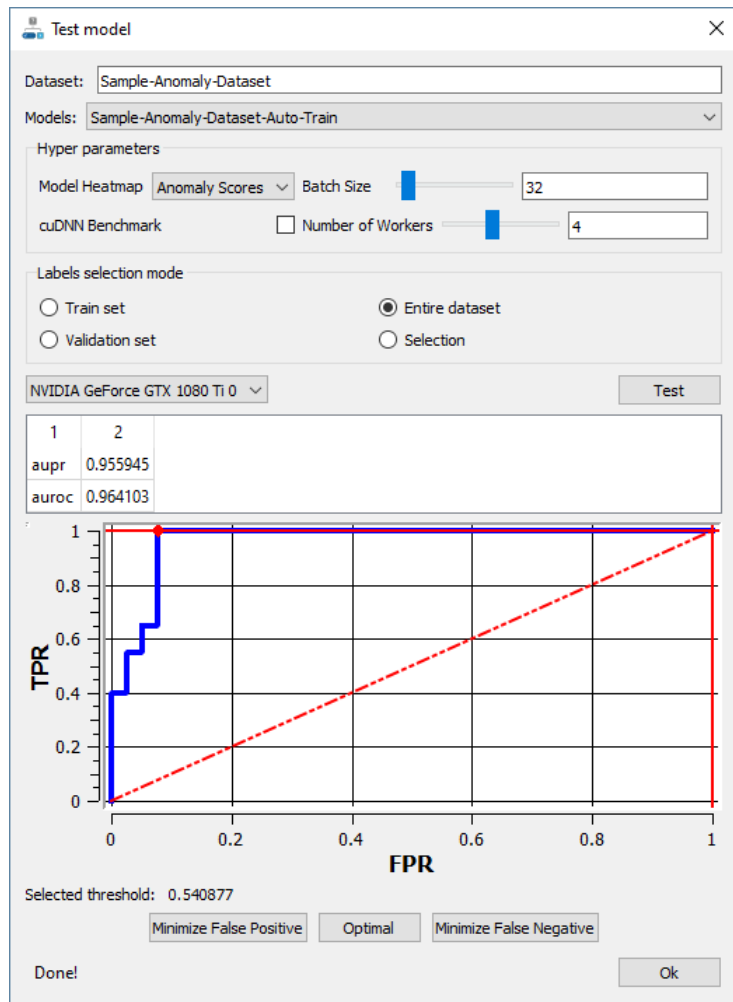 Test model
Dataset: Sample-Anomaly-Dataset
Models: Sample-Anomaly-Dataset-Auto-Train
Hyper parameters
Model Heatmap Anomaly Scores Batch Size 32
cuDNN Benchmark Number of Workers 4
Labels selection mode
Train set Entire dataset
Validation set Selection
NVIDIA GeForce GTX 1080 Ti 0 Test
1 2
aupr 0.955945
auroc 0.964103
1
0.8
0.6
0.4
0.2
0
TPR
0 0.2 0.4 0.6 0.8 1
FPR
Selected threshold: 0.540877
Minimize False Positive Optimal Minimize False Negative
Done! Ok